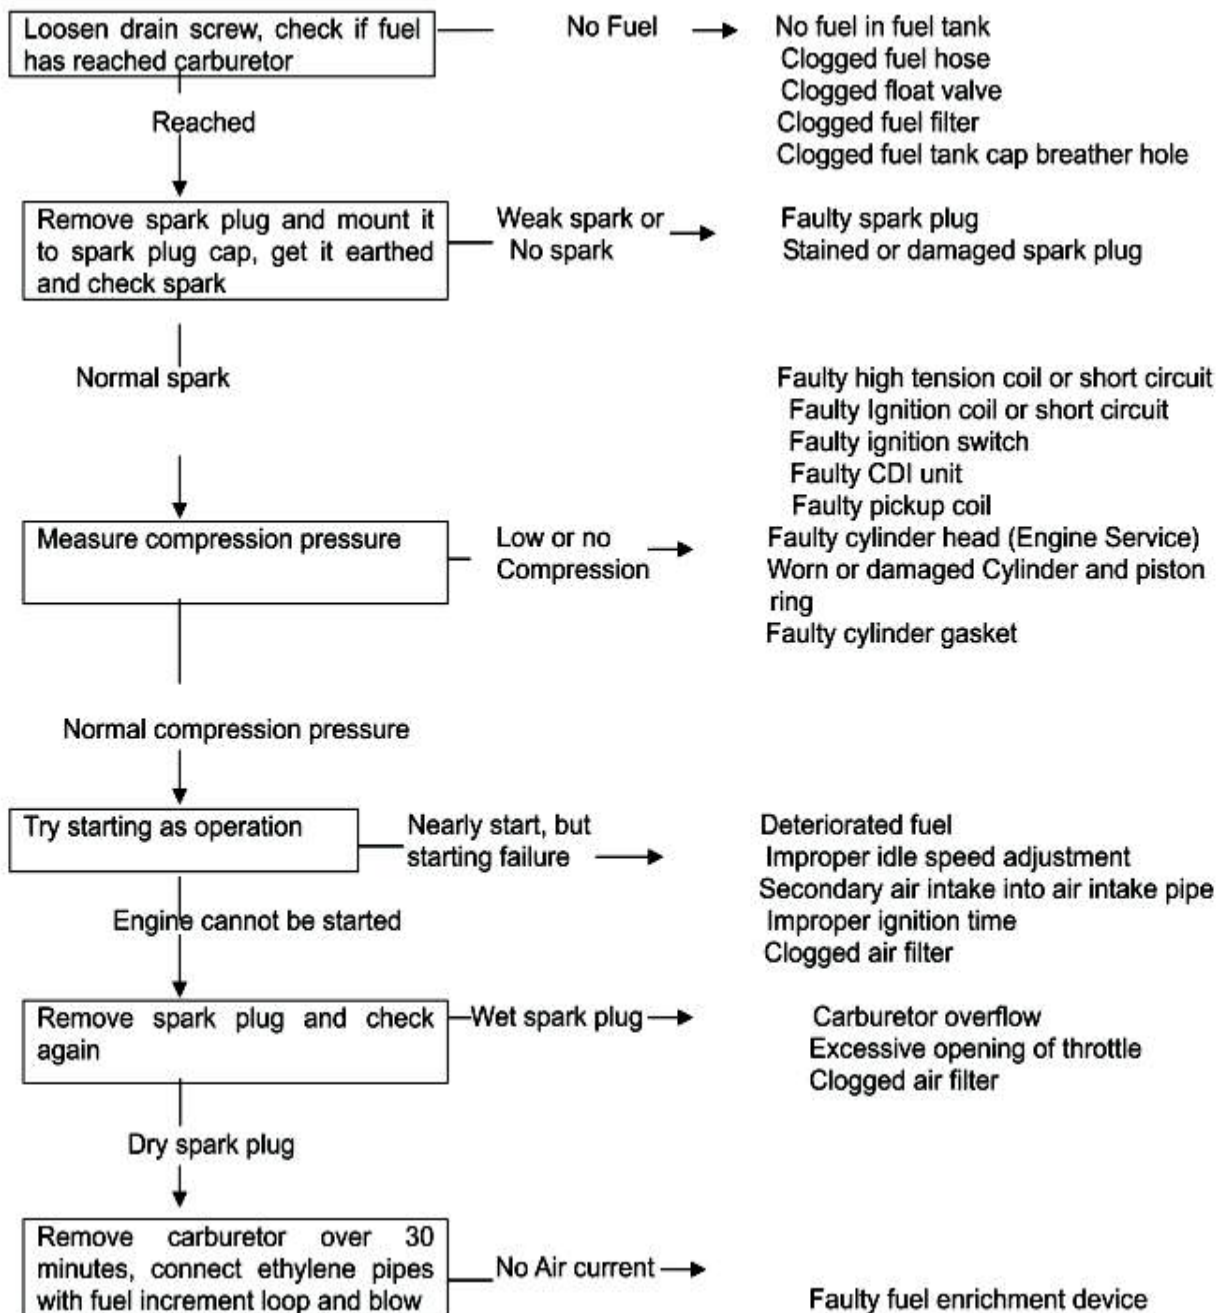 Loosen drain screw, check if fuel
has reached carburetor
No Fuel
No fuel in fuel tank
Clogged fuel hose
Clogged float valve
Clogged fuel filter
Clogged fuel tank cap breather hole
Reached
Remove spark plug and mount it
to spark plug cap, get it earthed
and check spark
Weak spark or
No spark
Faulty spark plug
Stained or damaged spark plug
Normal spark
Faulty high tension coil or short circuit
Faulty Ignition coil or short circuit
Faulty ignition switch
Faulty CDI unit
Faulty pickup coil
Measure compression pressure
Low or no
Compression
Faulty cylinder head (Engine Service)
Worn or damaged Cylinder and piston
ring
Faulty cylinder gasket
Normal compression pressure
Try starting as operation
Nearly start, but
starting failure
Deteriorated fuel
Improper idle speed adjustment
Secondary air intake into air intake pipe
Improper ignition time
Clogged air filter
Engine cannot be started
Remove spark plug and check
again
Wet spark plug
Carburetor overflow
Excessive opening of throttle
Clogged air filter
Dry spark plug
Remove carburetor over 30
minutes, connect ethylene pipes
with fuel increment loop and blow
No Air current
Faulty fuel enrichment device